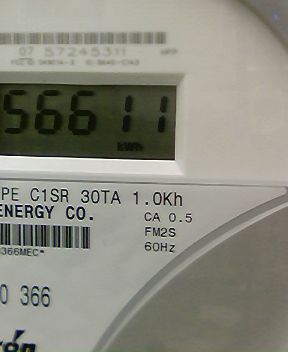 07 57245311
56611
kWh
PE C1SR 30TA 1.0Kh
ENERGY CO.
CA 0.5
FM2S
60Hz
366MEC*
0 366